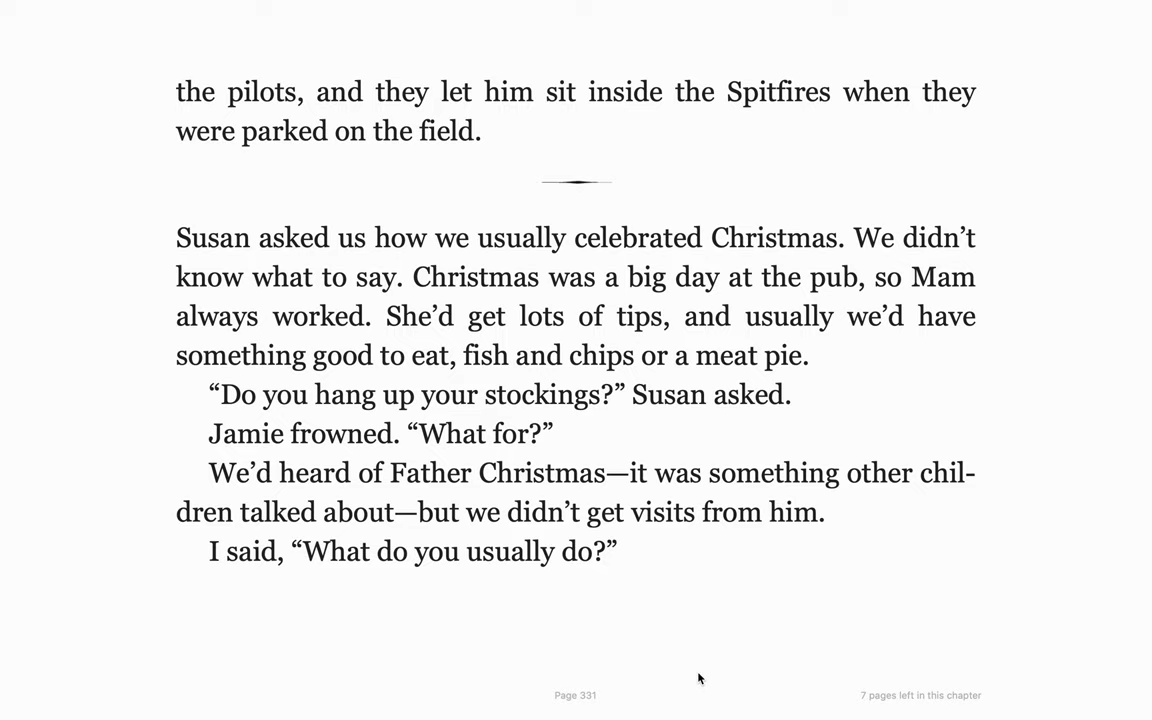 the pilots, and they let him sit inside the Spitfires when they
were parked on the field.
Susan asked us how we usually celebrated Christmas. We didn’t
know what to say. Christmas was a big day at the pub, so Mam
always worked. She’d get lots of tips, and usually we’d have
something good to eat, fish and chips or a meat pie.
“Do you hang up your stockings?” Susan asked.
Jamie frowned. “What for?”
We’d heard of Father Christmas—it was something other chil-
dren talked about—but we didn’t get visits from him.
I said, “What do you usually do?”
Page 331
7 pages left in this chapter